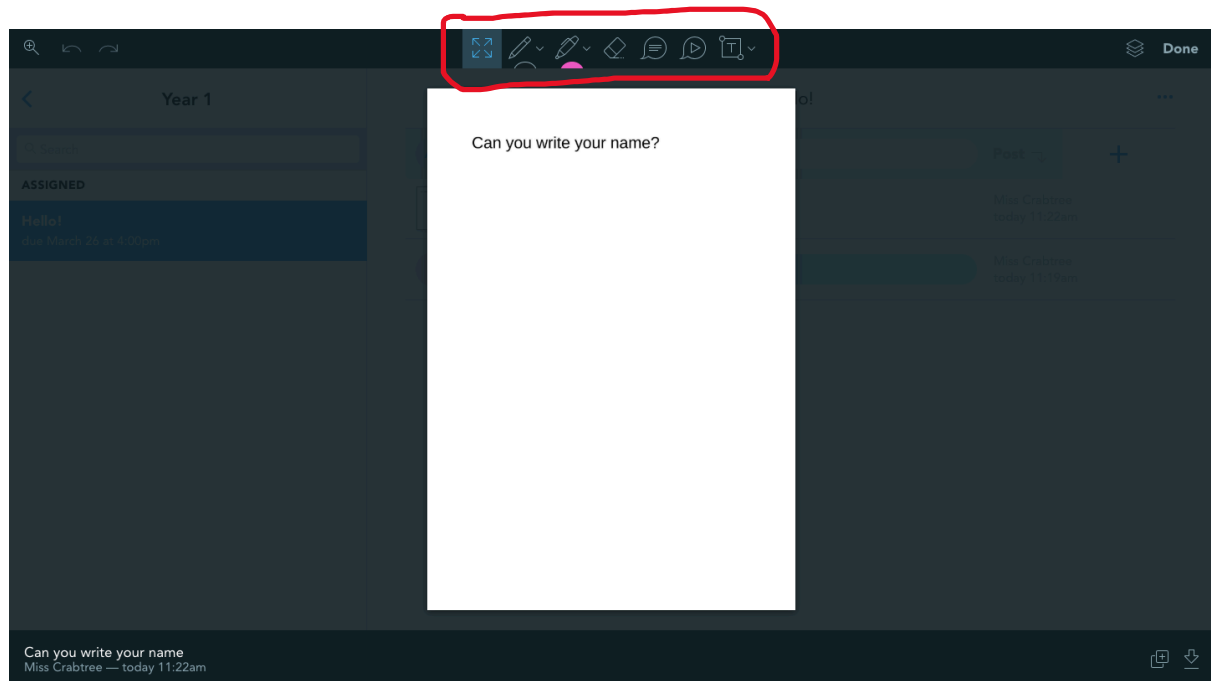 Done
Year 1
o!
Search
Post
ASSIGNED
Hello!
due March 26 at 4:00pm
Can you write your name?
Miss Crabtree
today 11:22am
Miss Crabtree
today 11:19am
T
Can you write your name
Miss Crabtree — today 11:22am